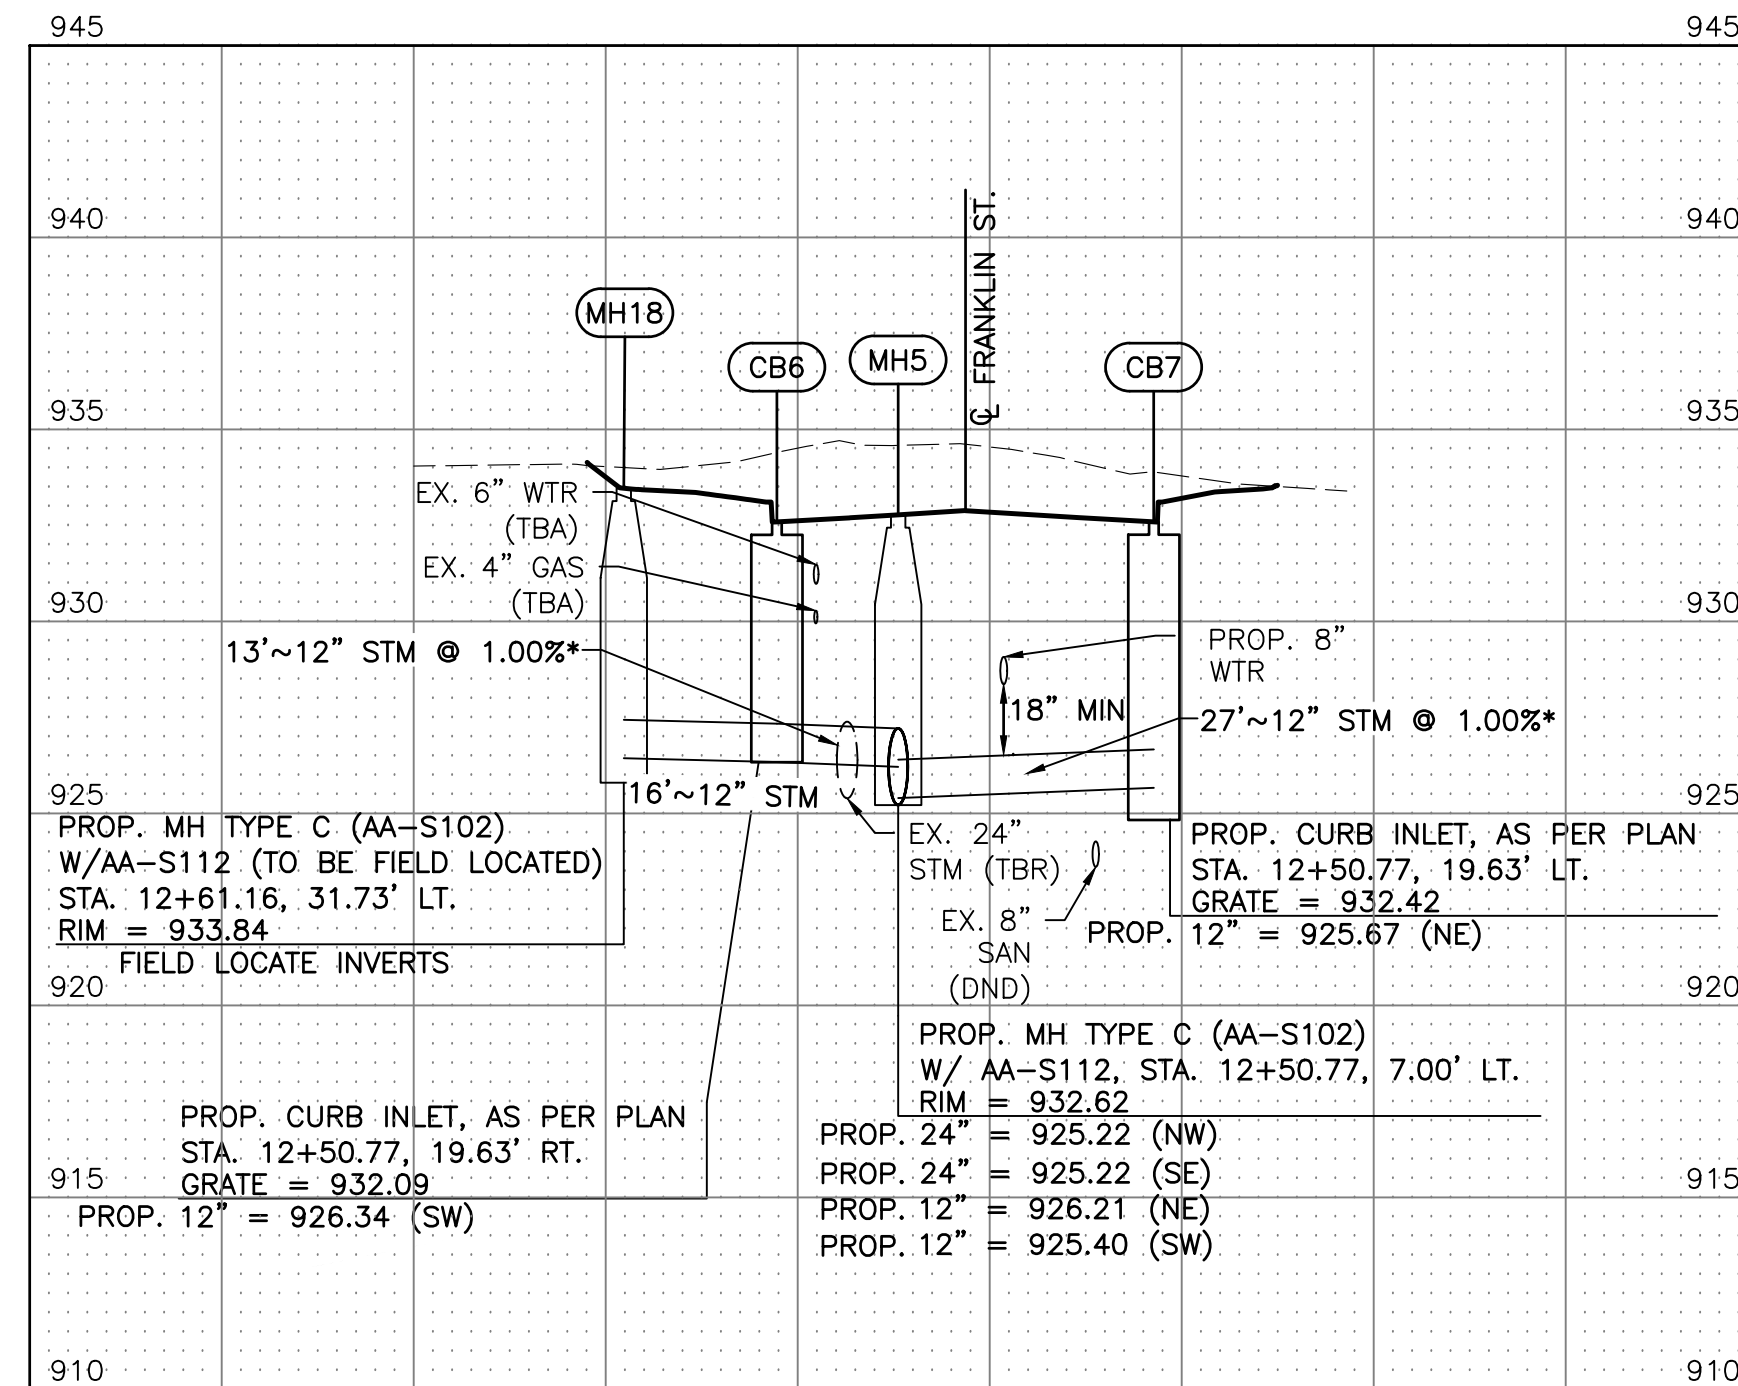 945
945
940
940
℄ FRANKLIN ST.
MH18
CB6
MH5
CB7
935
935
EX. 6" WTR
(TBA)
EX. 4" GAS
(TBA)
930
930
13'~12" STM @ 1.00%*
PROP. 8"
WTR
18" MIN
27'~12" STM @ 1.00%*
16'~12" STM
925
925
PROP. MH TYPE C (AA-S102)
W/AA-S112 (TO BE FIELD LOCATED)
STA. 12+61.16, 31.73' LT.
RIM = 933.84
FIELD LOCATE INVERTS
EX. 24"
STM (TBR)
EX. 8"
SAN
(DND)
PROP. CURB INLET, AS PER PLAN
STA. 12+50.77, 19.63' LT.
GRATE = 932.42
PROP. 12" = 925.67 (NE)
920
920
PROP. MH TYPE C (AA-S102)
W/ AA-S112, STA. 12+50.77, 7.00' LT.
RIM = 932.62
PROP. 24" = 925.22 (NW)
PROP. 24" = 925.22 (SE)
PROP. 12" = 926.21 (NE)
PROP. 12" = 925.40 (SW)
PROP. CURB INLET, AS PER PLAN
STA. 12+50.77, 19.63' RT.
GRATE = 932.09
PROP. 12" = 926.34 (SW)
915
915
910
910